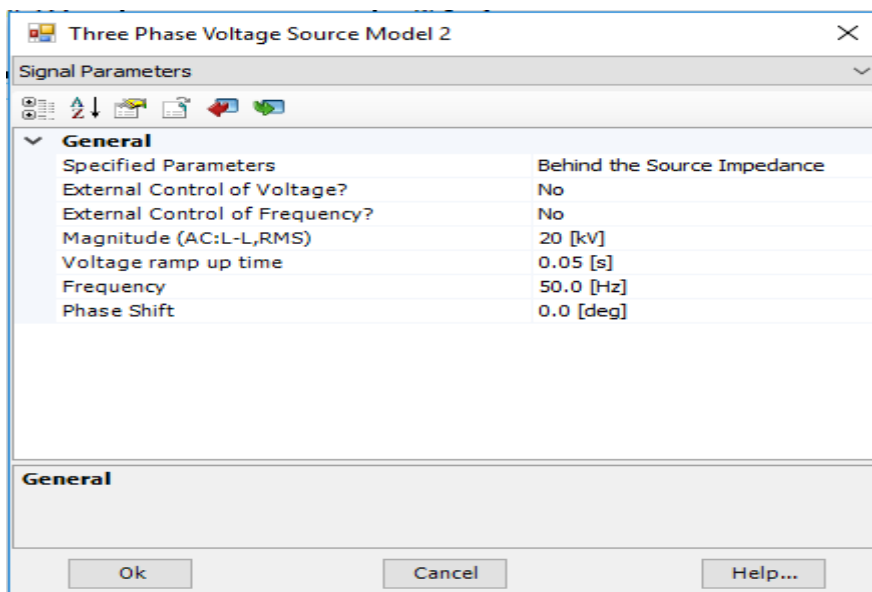 Three Phase Voltage Source Model 2
Signal Parameters
General
Specified Parameters Behind the Source Impedance
External Control of Voltage? No
External Control of Frequency? No
Magnitude (AC:L-L,RMS) 20 [kV]
Voltage ramp up time 0.05 [s]
Frequency 50.0 [Hz]
Phase Shift 0.0 [deg]
General
Ok Cancel Help...